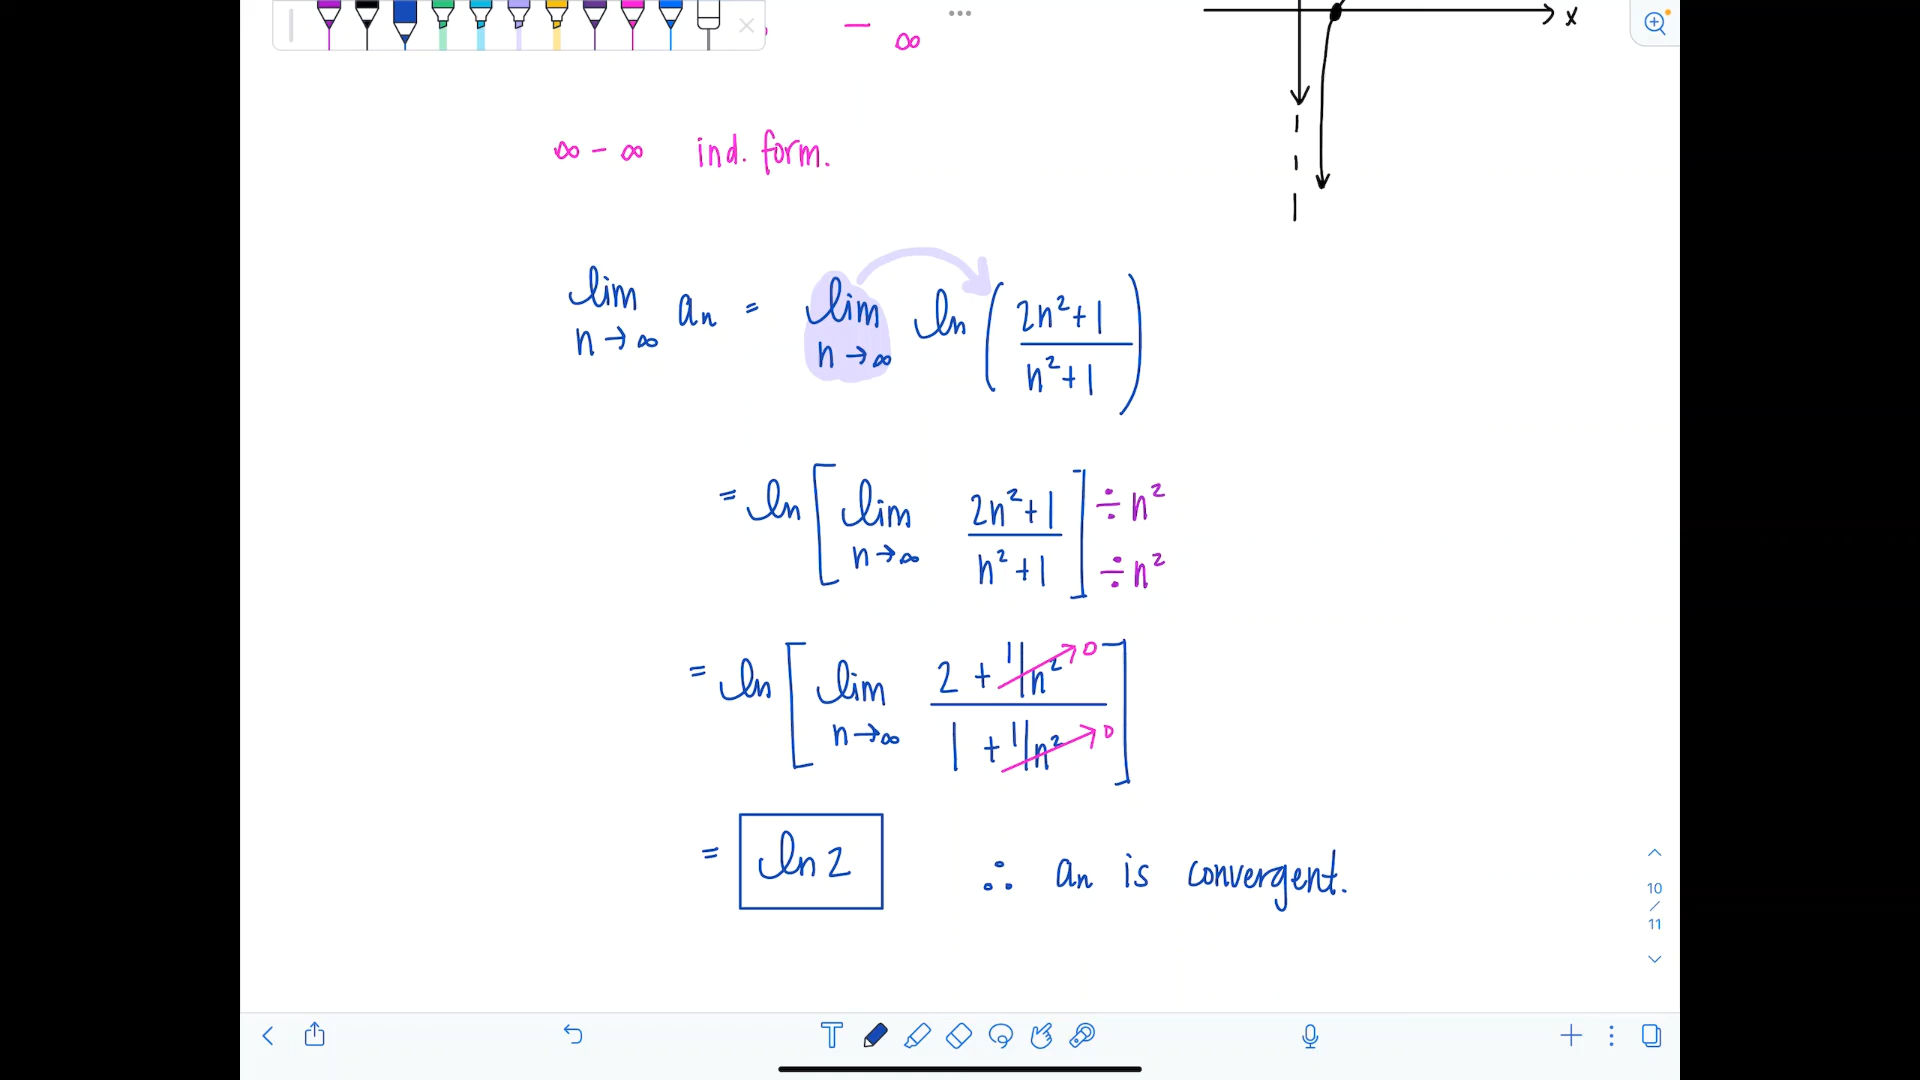 − ∞
x
∞ − ∞ ind. form.
lim n→∞ aₙ = lim n→∞ ln ( (2n²+1) / (n²+1) )
= ln [ lim n→∞ (2n²+1) / (n²+1) ] ÷n² ÷n²
= ln [ lim n→∞ (2 + 1/n² → 0) / (1 + 1/n² → 0) ]
= ln 2 ∴ aₙ is convergent.
10
/
11
T